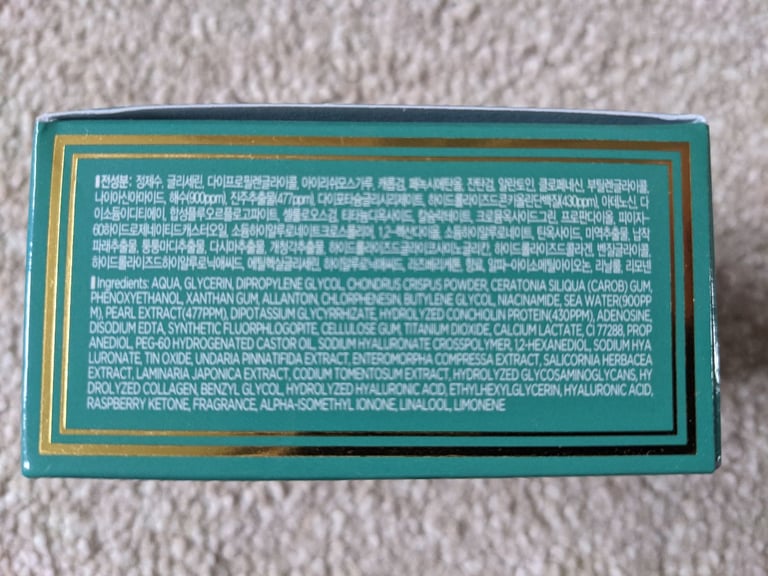 전성분: 정제수, 글리세린, 다이프로필렌글라이콜, 아이리쉬모스가루, 캐롭검, 페녹시에탄올, 잔탄검, 알란토인, 클로페네신, 부틸렌글라이콜,
나이아신아마이드, 해수(900ppm), 진주추출물(477ppm), 다이포타슘글리시리제이트, 하이드롤라이즈드콘키올린단백질(430ppm), 아데노신, 다
이소듐이디티에이, 합성플루오르플로고파이트, 셀룰로오스검, 티타늄디옥사이드, 칼슘락테이트, 크로뮴옥사이드그린, 프로판다이올, 피이지-
60하이드로제네이티드캐스터오일, 소듐하이알루로네이트크로스폴리머, 1,2-헥산다이올, 소듐하이알루로네이트, 틴옥사이드, 미역추출물, 납작
파래추출물, 퉁퉁마디추출물, 다시마추출물, 개청각추출물, 하이드롤라이즈드글라이코사미노글리칸, 하이드롤라이즈드콜라겐, 벤질글라이콜,
하이드롤라이즈드하이알루로닉애씨드, 에틸헥실글리세린, 하이알루로닉애씨드, 라즈베리케톤, 향료, 알파-아이소메틸아이오논, 리날룰, 리모넨
Ingredients: AQUA, GLYCERIN, DIPROPYLENE GLYCOL, CHONDRUS CRISPUS POWDER, CERATONIA SILIQUA (CAROB) GUM,
PHENOXYETHANOL, XANTHAN GUM, ALLANTOIN, CHLORPHENESIN, BUTYLENE GLYCOL, NIACINAMIDE, SEA WATER(900PP
M), PEARL EXTRACT(477PPM), DIPOTASSIUM GLYCYRRHIZATE, HYDROLYZED CONCHIOLIN PROTEIN(430PPM), ADENOSINE,
DISODIUM EDTA, SYNTHETIC FLUORPHLOGOPITE, CELLULOSE GUM, TITANIUM DIOXIDE, CALCIUM LACTATE, CI 77288, PROP
ANEDIOL, PEG-60 HYDROGENATED CASTOR OIL, SODIUM HYALURONATE CROSSPOLYMER, 1,2-HEXANEDIOL, SODIUM HYA
LURONATE, TIN OXIDE, UNDARIA PINNATIFIDA EXTRACT, ENTEROMORPHA COMPRESSA EXTRACT, SALICORNIA HERBACEA
EXTRACT, LAMINARIA JAPONICA EXTRACT, CODIUM TOMENTOSUM EXTRACT, HYDROLYZED GLYCOSAMINOGLYCANS, HY
DROLYZED COLLAGEN, BENZYL GLYCOL, HYDROLYZED HYALURONIC ACID, ETHYLHEXYLGLYCERIN, HYALURONIC ACID,
RASPBERRY KETONE, FRAGRANCE, ALPHA-ISOMETHYL IONONE, LINALOOL, LIMONENE